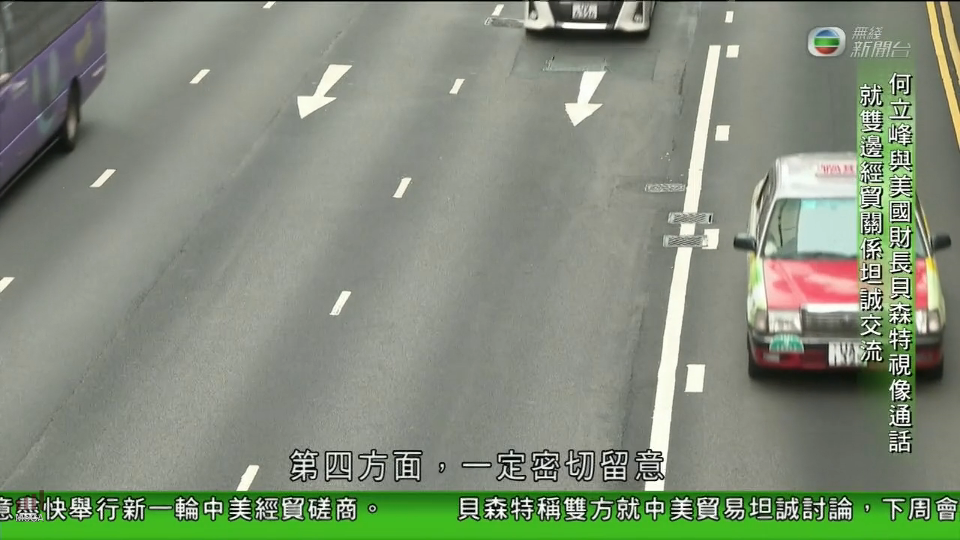 無綫
新聞台
何立峰與美國財長貝森特視像通話
就雙邊經貿關係坦誠交流
第四方面，一定密切留意
意盡快舉行新一輪中美經貿磋商。 貝森特稱雙方就中美貿易坦誠討論，下周會